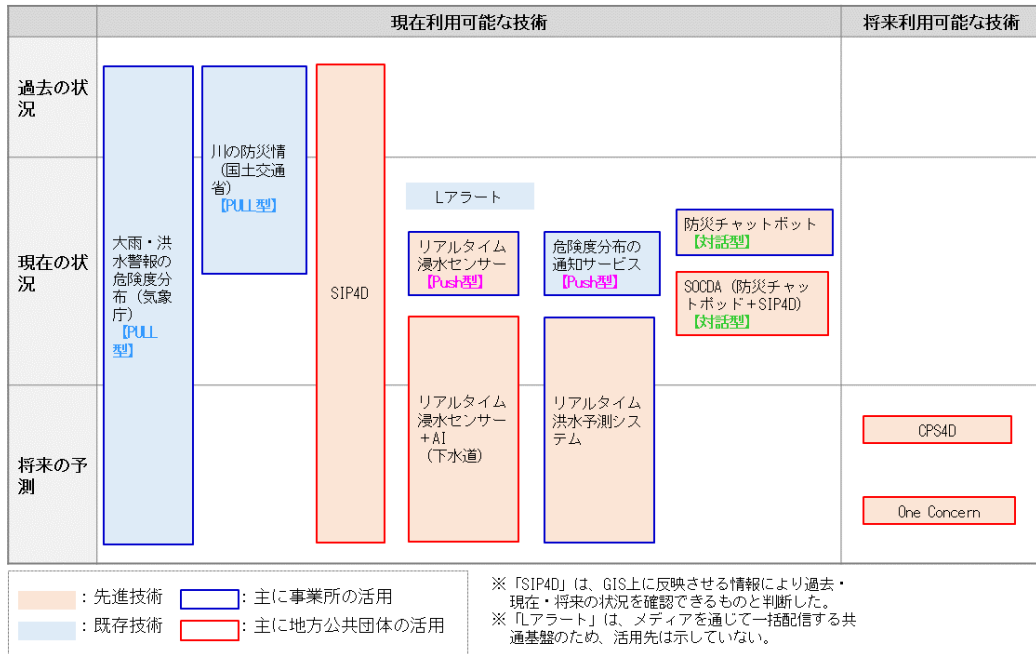 現在利用可能な技術
将来利用可能な技術
過去の状
況
現在の状
況
将来の予
測
大雨・洪
水警報の
危険度分
布（気象
庁）
【PULL
型】
川の防災情
（国土交通
省）
【PULL型】
SIP4D
Lアラート
リアルタイム
浸水センサー
【Push型】
危険度分布の
通知サービス
【Push型】
防災チャットボット
【対話型】
SOCDA（防災チャッ
トボッド＋SIP4D）
【対話型】
リアルタイム
浸水センサー
＋AI
（下水道）
リアルタイム
洪水予測シス
テム
CPS4D
One Concern
：先進技術
：主に事業所の活用
：既存技術
：主に地方公共団体の活用
※「SIP4D」は、GIS上に反映させる情報により過去・
現在・将来の状況を確認できるものと判断した。
※「Lアラート」は、メディアを通じて一括配信する共
通基盤のため、活用先は示していない。